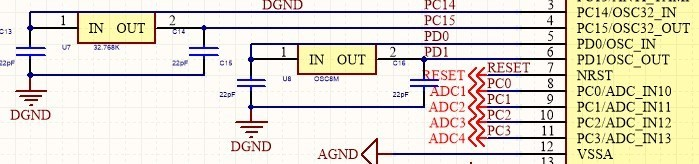 DGND PC14 3 PC14/OSC32_IN
C13 1 IN OUT 2 C14 PC15 4 PC15/OSC32_OUT
U7 32.768K PD0 5 PD0/OSC_IN
22pF 22pF C15 1 IN OUT 2 C16 PD1 6 PD1/OSC_OUT
U8 OSC8M RESET RESET 7 NRST
22pF 22pF ADC1 PC0 8 PC0/ADC_IN10
ADC2 PC1 9 PC1/ADC_IN11
DGND ADC3 PC2 10 PC2/ADC_IN12
DGND ADC4 PC3 11 PC3/ADC_IN13
AGND 12 VSSA
13